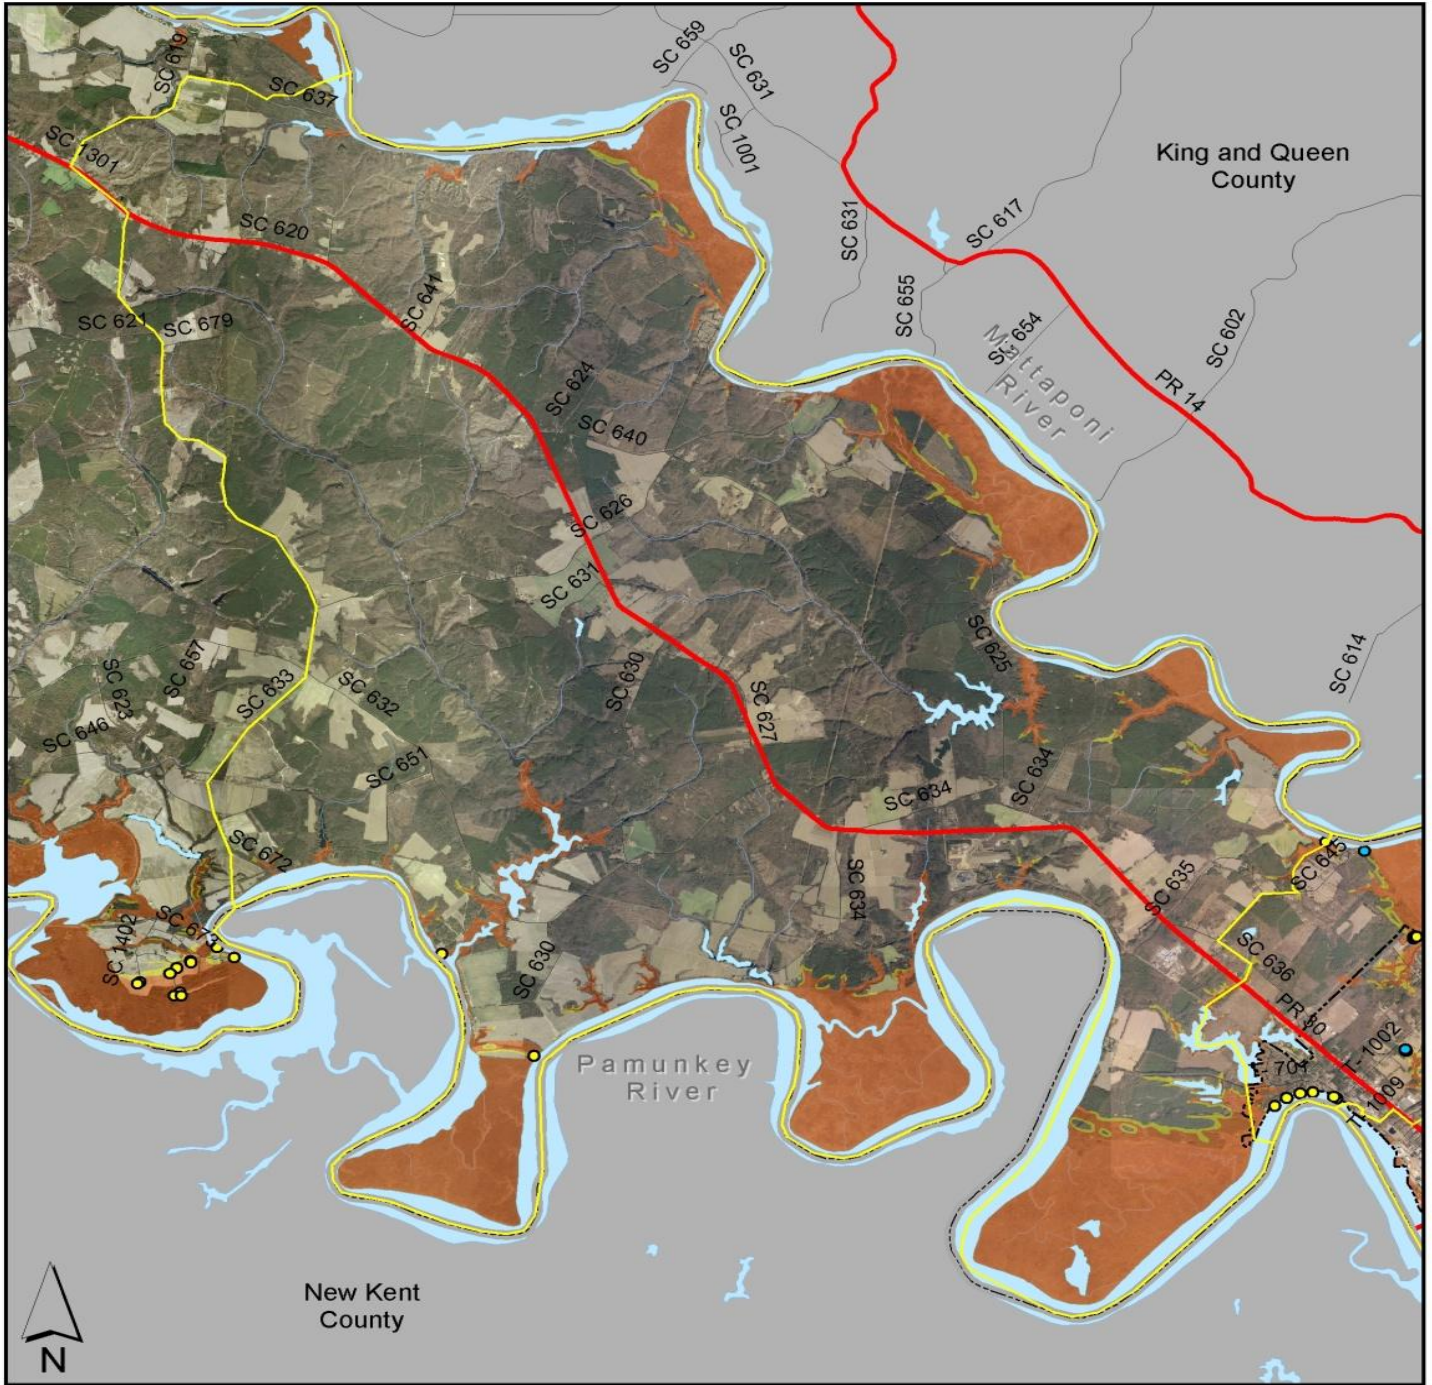 SC 619
SC 659
SC 631
SC 637
SC 1001
SC 1301
King and Queen
County
SC 620
SC 631
SC 617
SC 641
SC 655
SC 621
SC 679
SC 654
SC 602
Mattaponi
River
SC 624
PR 14
SC 640
SC 626
SC 631
SC 625
SC 614
SC 657
SC 623
SC 633
SC 632
SC 630
SC 627
SC 646
SC 651
SC 634
SC 634
SC 672
SC 645
SC 635
SC 634
SC 1402
SC 673
SC 630
SC 636
PR 30
Pamunkey
River
701
1002
1009
New Kent
County
N